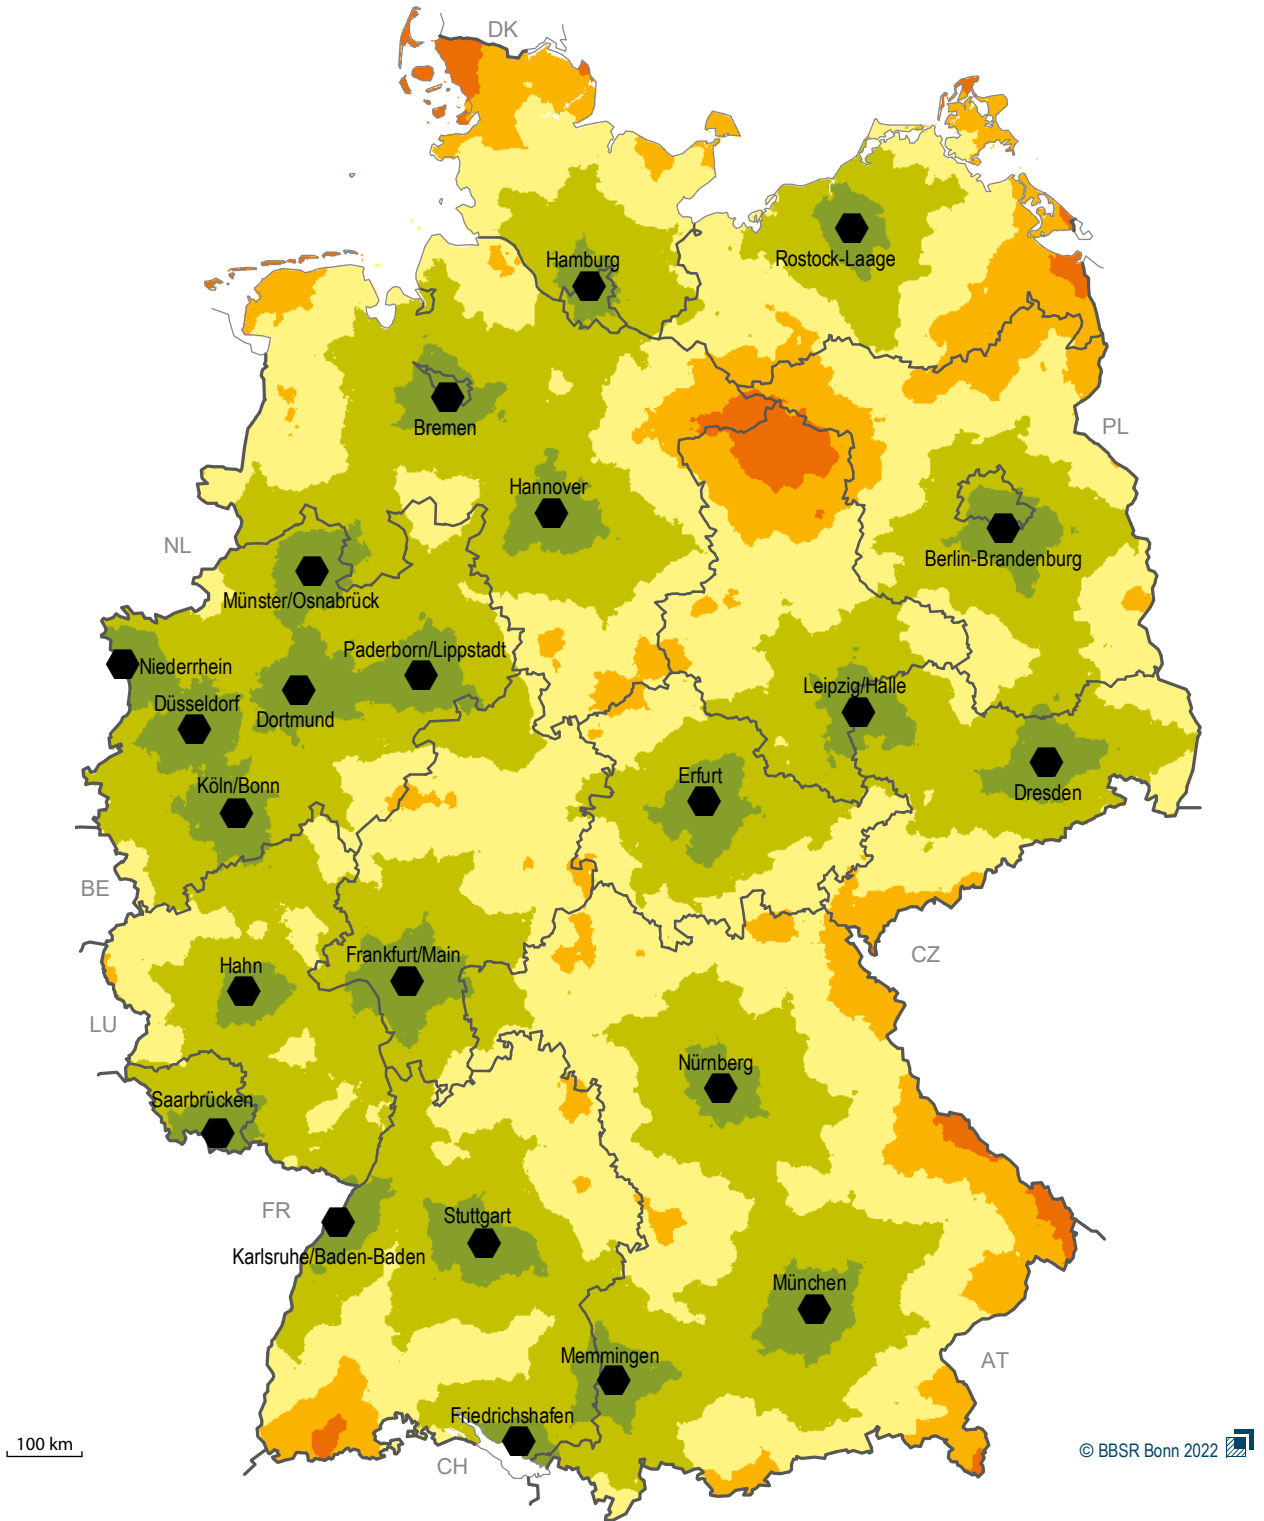 DK
Hamburg
Rostock-Laage
Bremen
PL
Hannover
NL
Berlin-Brandenburg
Münster/Osnabrück
Paderborn/Lippstadt
Niederrhein
Leipzig/Halle
Düsseldorf
Dortmund
Erfurt
Köln/Bonn
Dresden
BE
Frankfurt/Main
CZ
Hahn
LU
Nürnberg
Saarbrücken
FR
Stuttgart
Karlsruhe/Baden-Baden
München
Memmingen
AT
Friedrichshafen
100 km
CH
© BBSR Bonn 2022